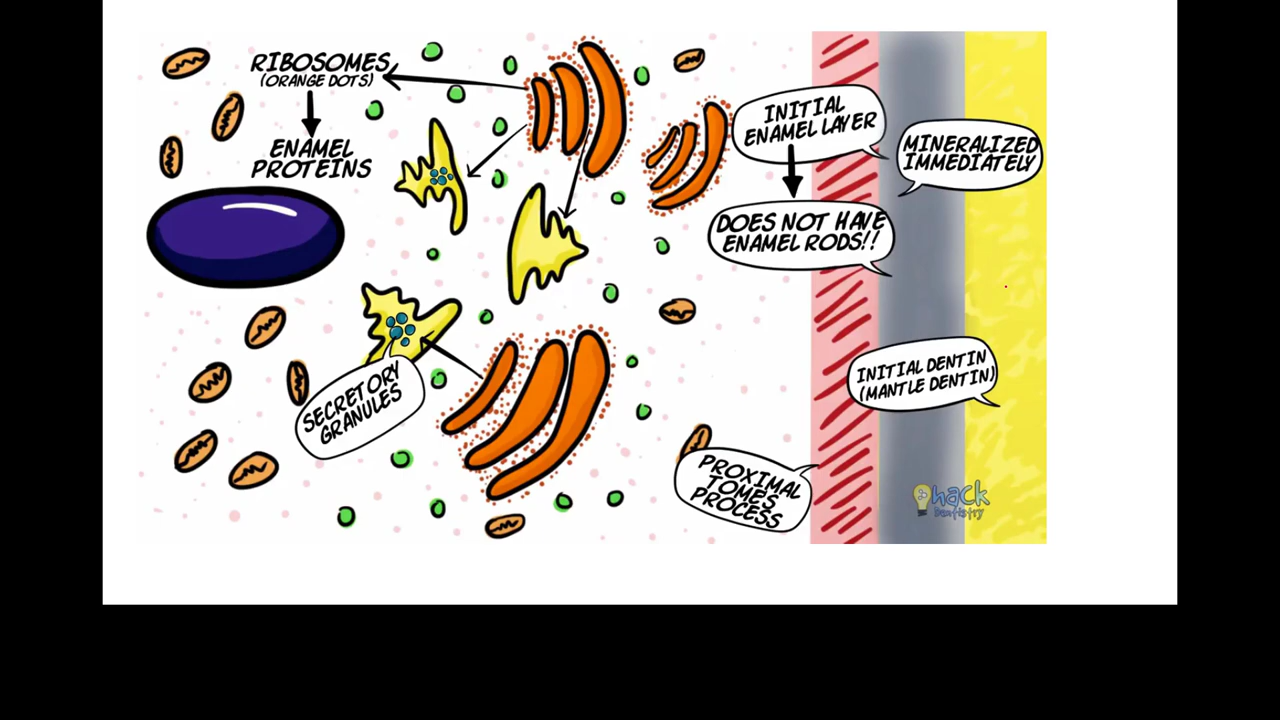 RIBOSOMES
(ORANGE DOTS)
ENAMEL
PROTEINS
INITIAL
ENAMEL LAYER
MINERALIZED
IMMEDIATELY
DOES NOT HAVE
ENAMEL RODS!!
INITIAL DENTIN
(MANTLE DENTIN)
SECRETORY
GRANULES
PROXIMAL
TOMES
PROCESS
hack
Dentistry